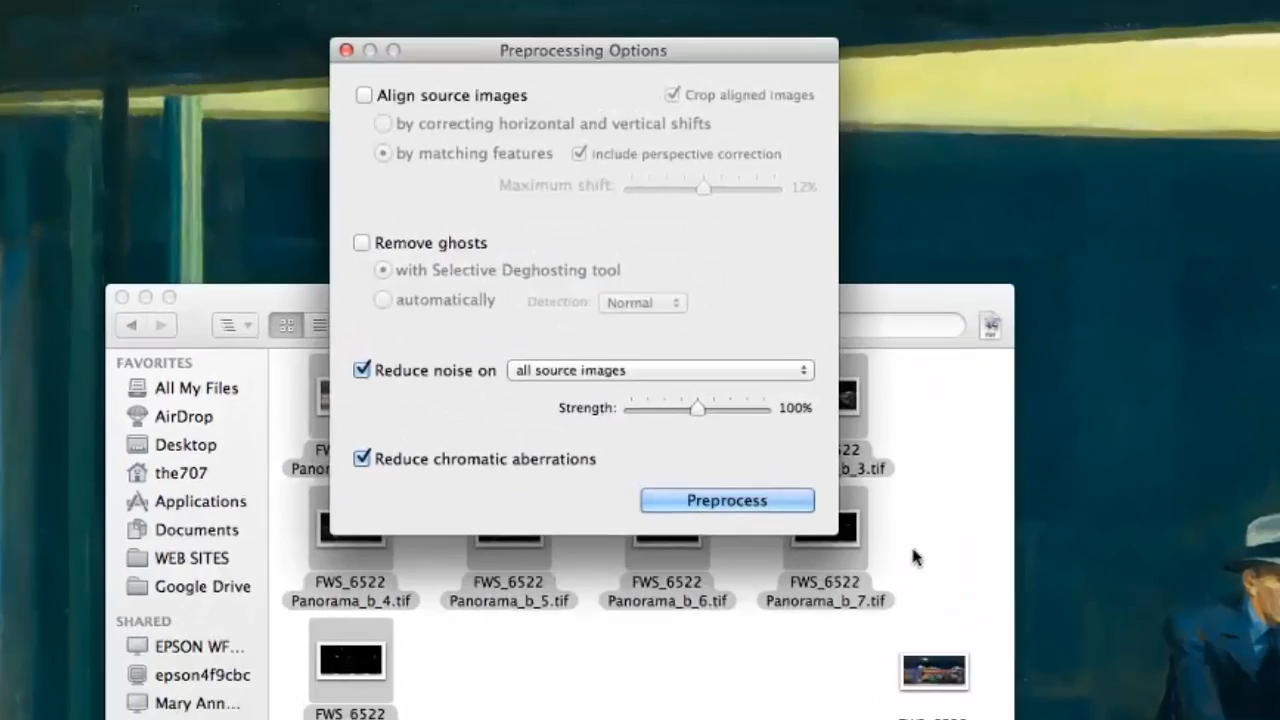 Preprocessing Options
Align source images
Crop aligned images
by correcting horizontal and vertical shifts
by matching features
Include perspective correction
Maximum shift:
12%
Remove ghosts
with Selective Deghosting tool
automatically
Detection:
Normal
Reduce noise on
all source images
Strength:
100%
Reduce chromatic aberrations
Preprocess
FAVORITES
All My Files
AirDrop
Desktop
the707
Applications
Documents
WEB SITES
Google Drive
SHARED
EPSON WF...
epson4f9cbc
Mary Ann...
b_3.tif
FWS_6522
Panorama_b_4.tif
FWS_6522
Panorama_b_5.tif
FWS_6522
Panorama_b_6.tif
FWS_6522
Panorama_b_7.tif
FWS_6522